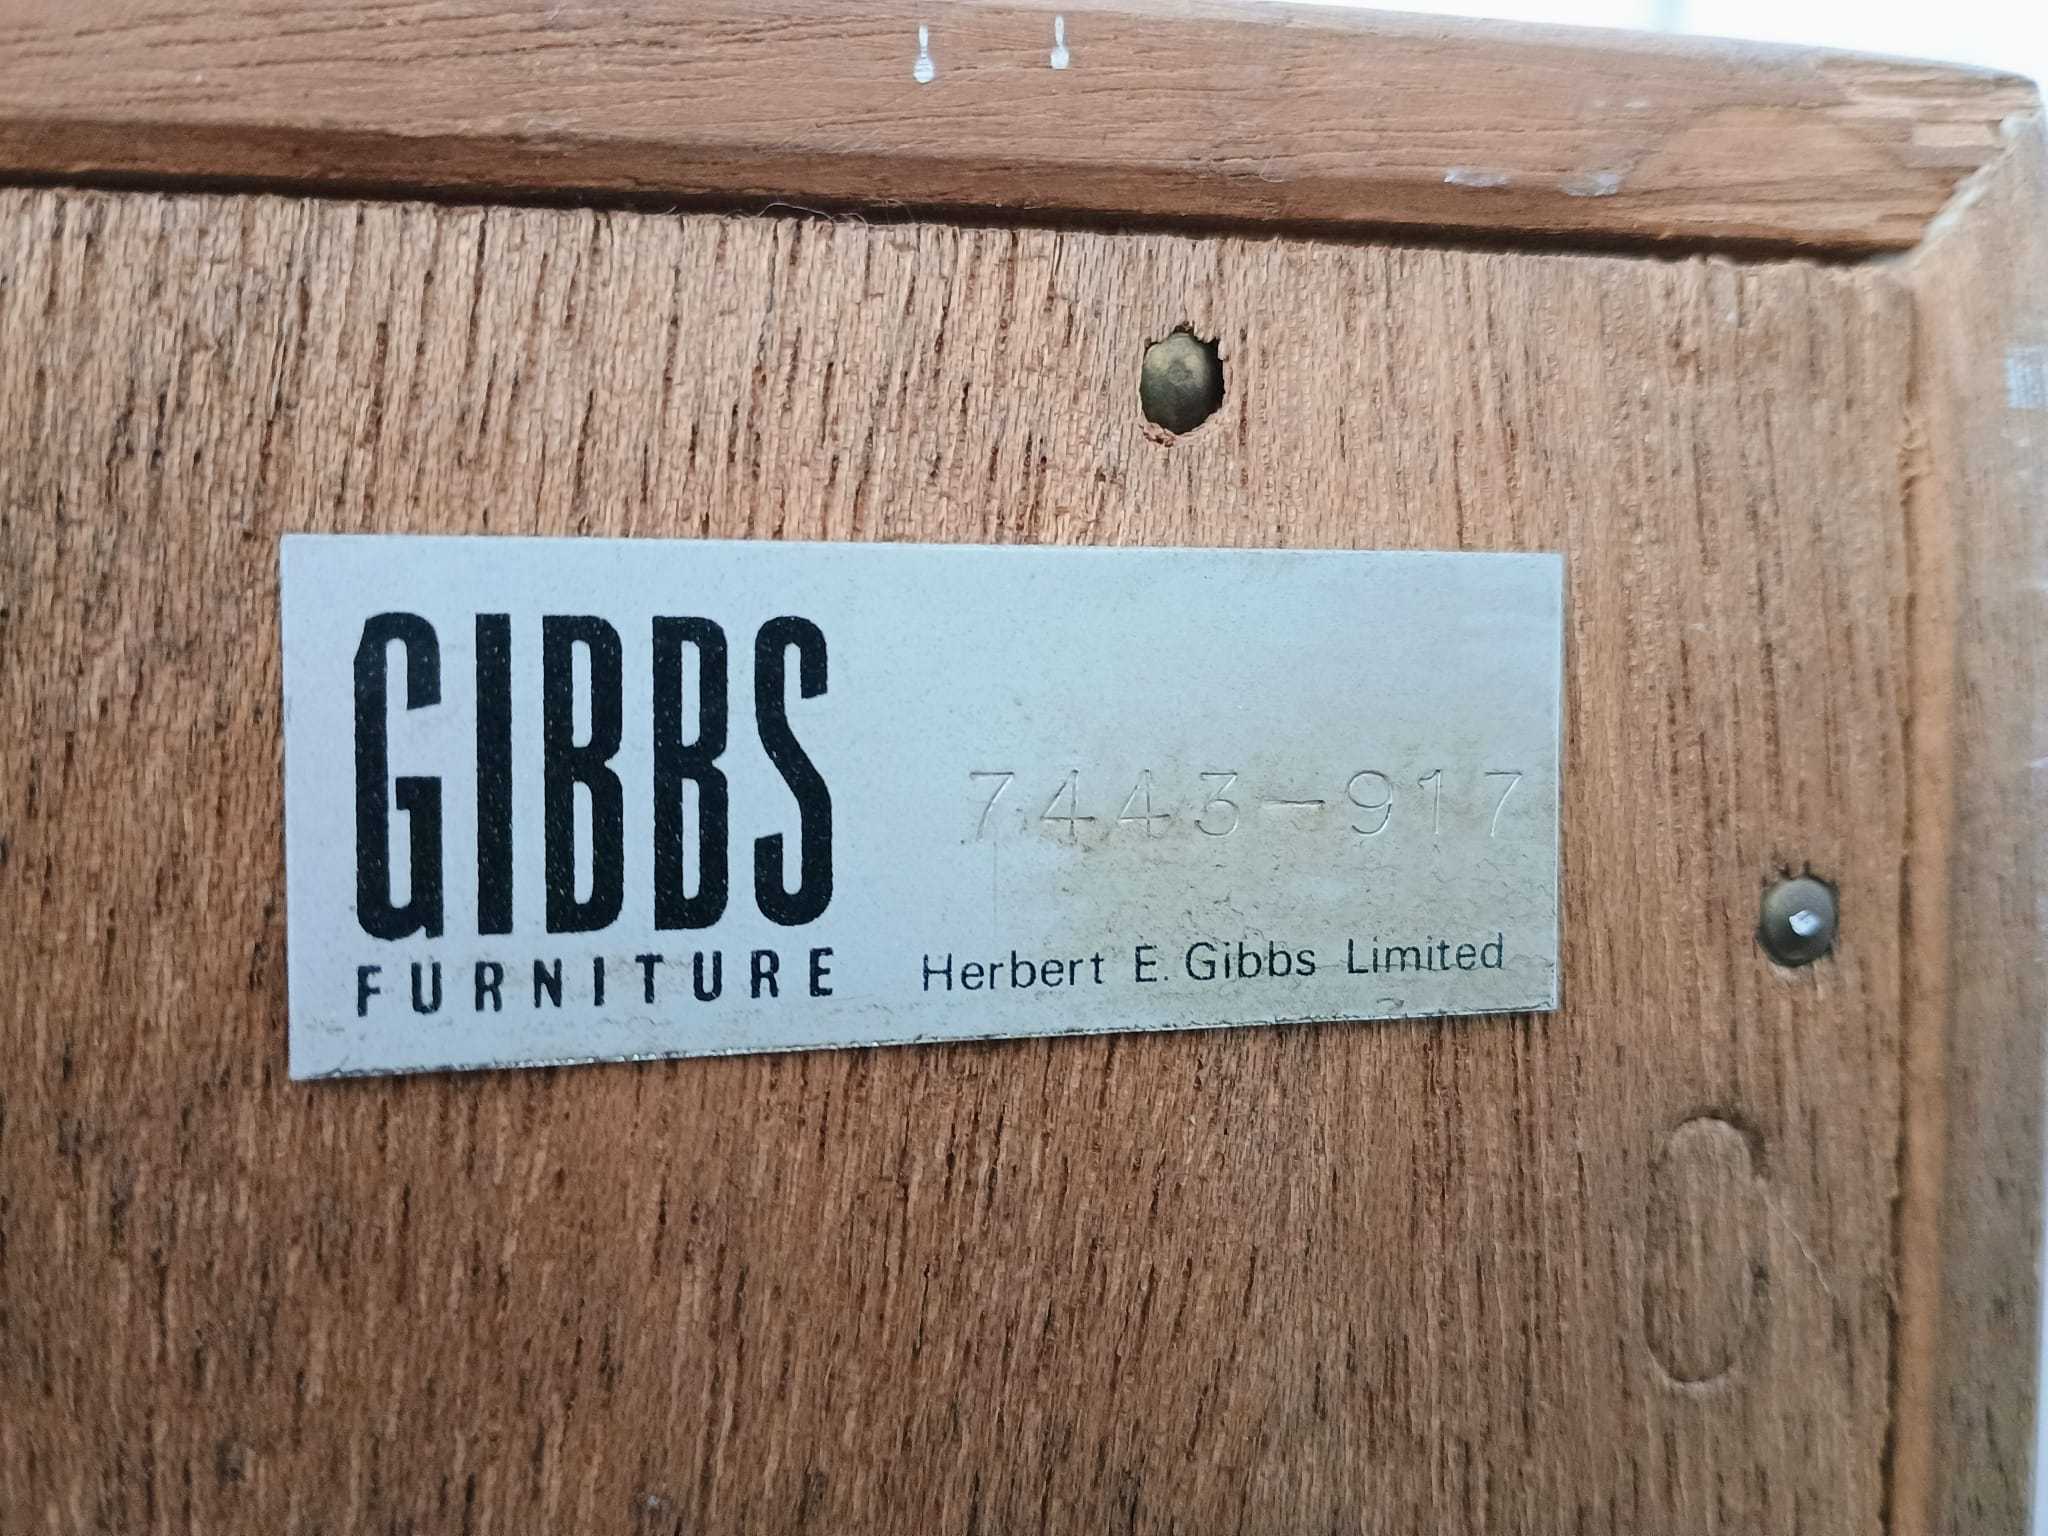 GIBBS
FURNITURE
7443-917
Herbert E. Gibbs Limited